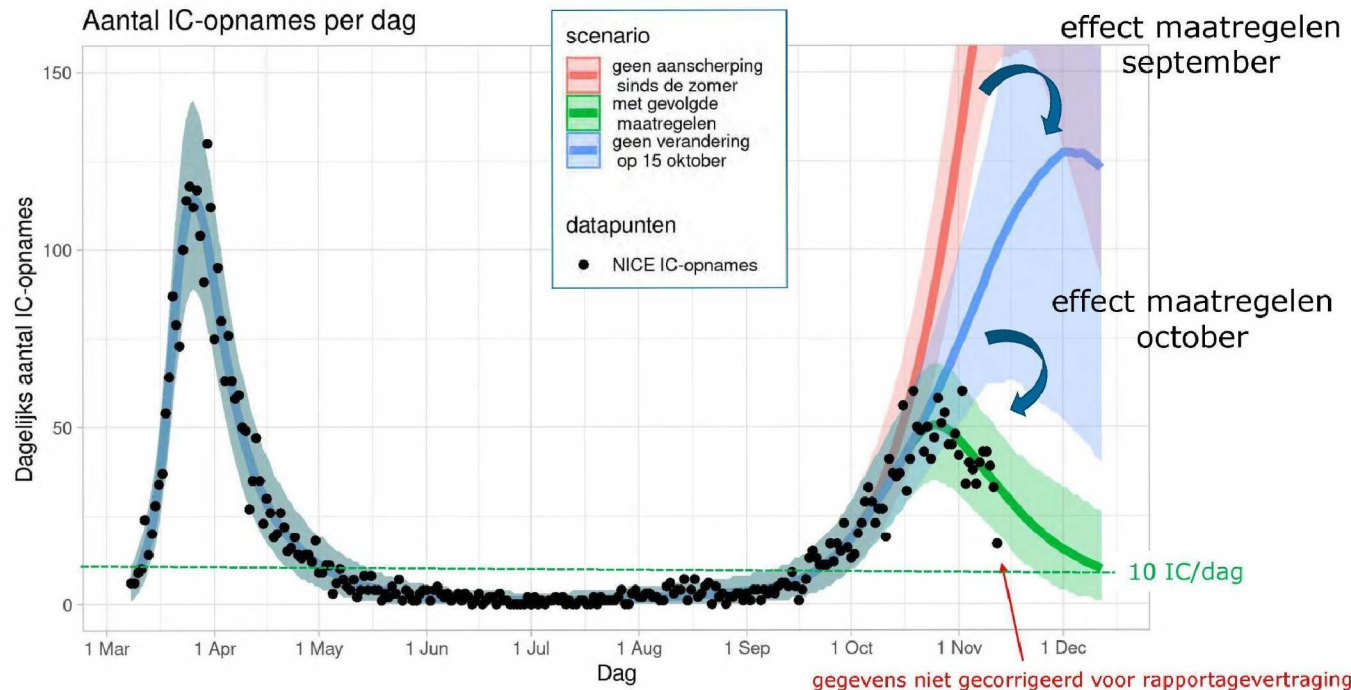 Aantal IC-opnames per dag
effect maatregelen
september
scenario
geen aanscherping
sinds de zomer
met gevolgde
maatregelen
geen verandering
op 15 oktober
datapunten
NICE IC-opnames
effect maatregelen
october
Dagelijks aantal IC-opnames
150
100
50
0
10 IC/dag
1 Mar
1 Apr
1 May
1 Jun
1 Jul
1 Aug
1 Sep
1 Oct
1 Nov
1 Dec
Dag
gegevens niet gecorrigeerd voor rapportagevertraging